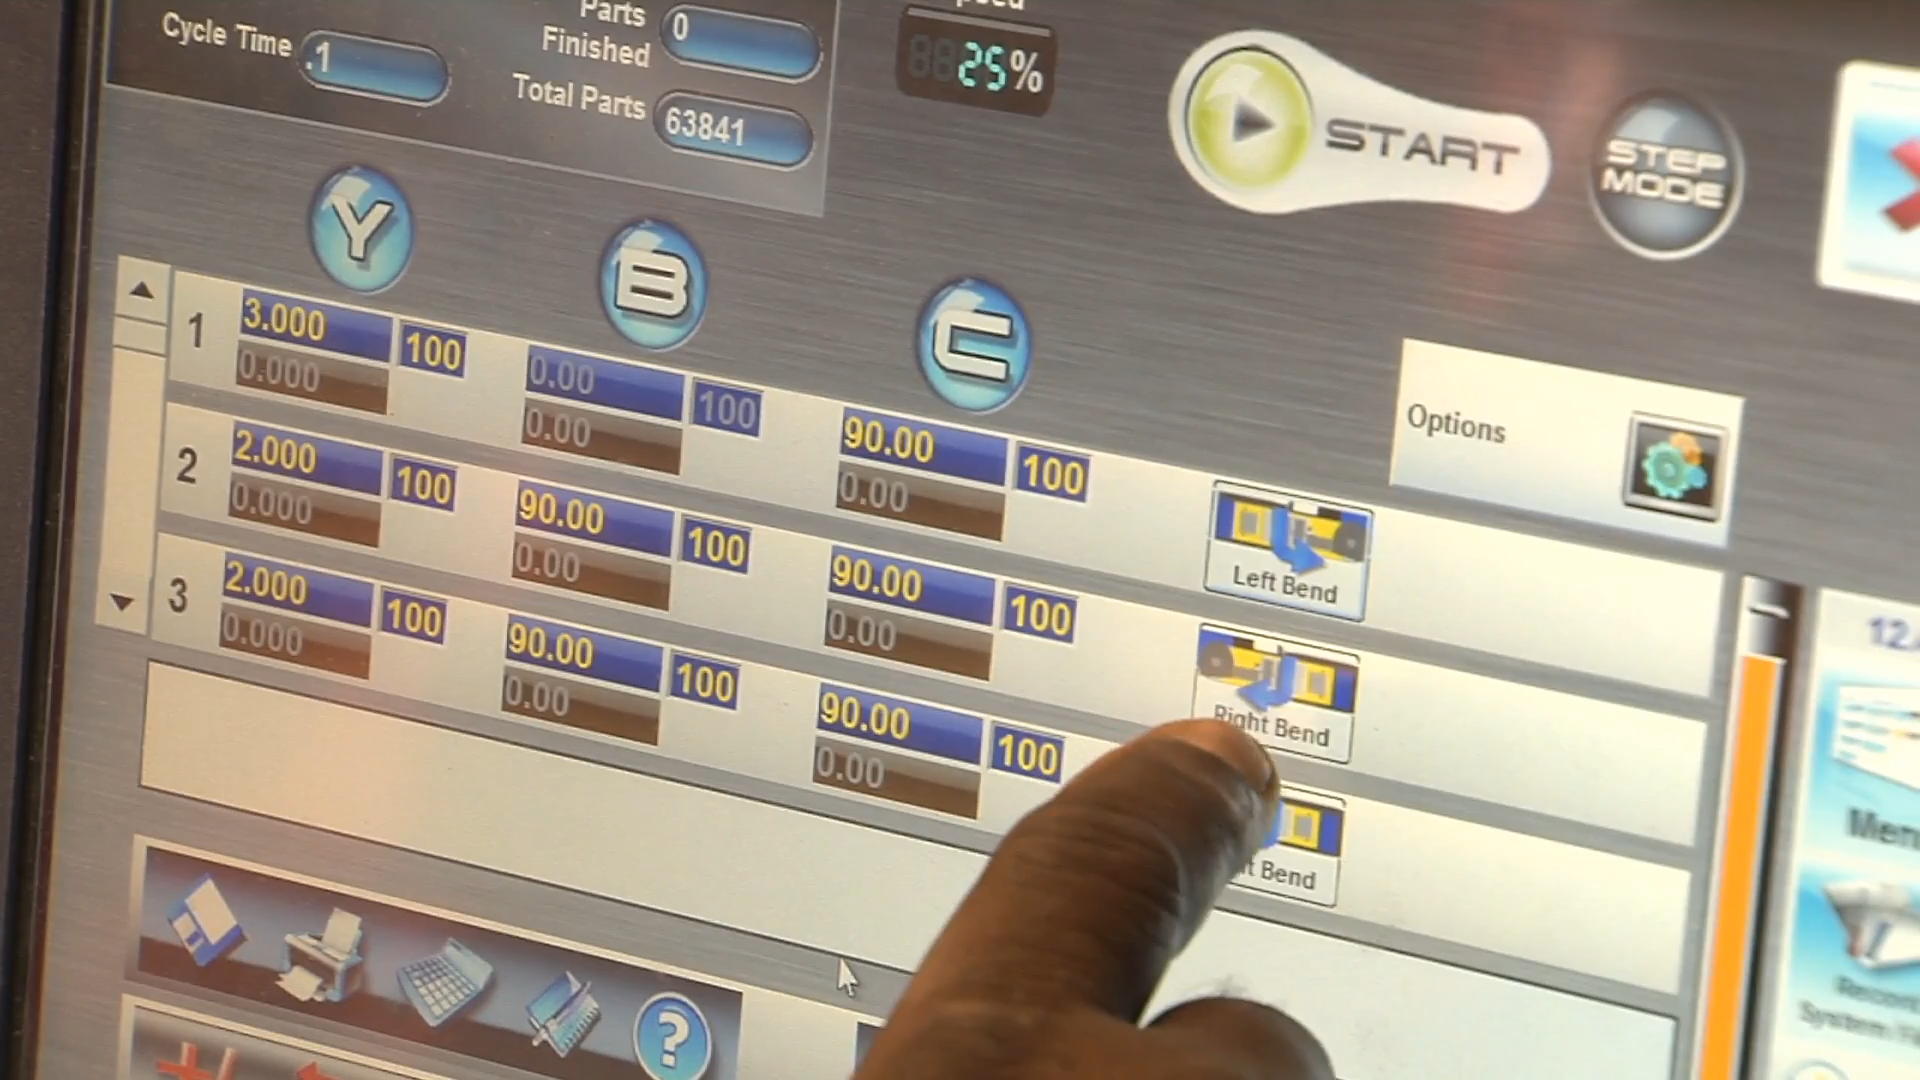 Cycle Time .1
Parts Finished 0
Total Parts 63841
25%
START
STEP MODE
Y B C
Options
1 3.000 100 0.00 100 90.00 100
0.000 0.00 0.00
Left Bend
2 2.000 100 90.00 100 90.00 100
0.000 0.00 0.00
Right Bend
3 2.000 100 90.00 100 90.00 100
0.000 0.00 0.00
Bend
?